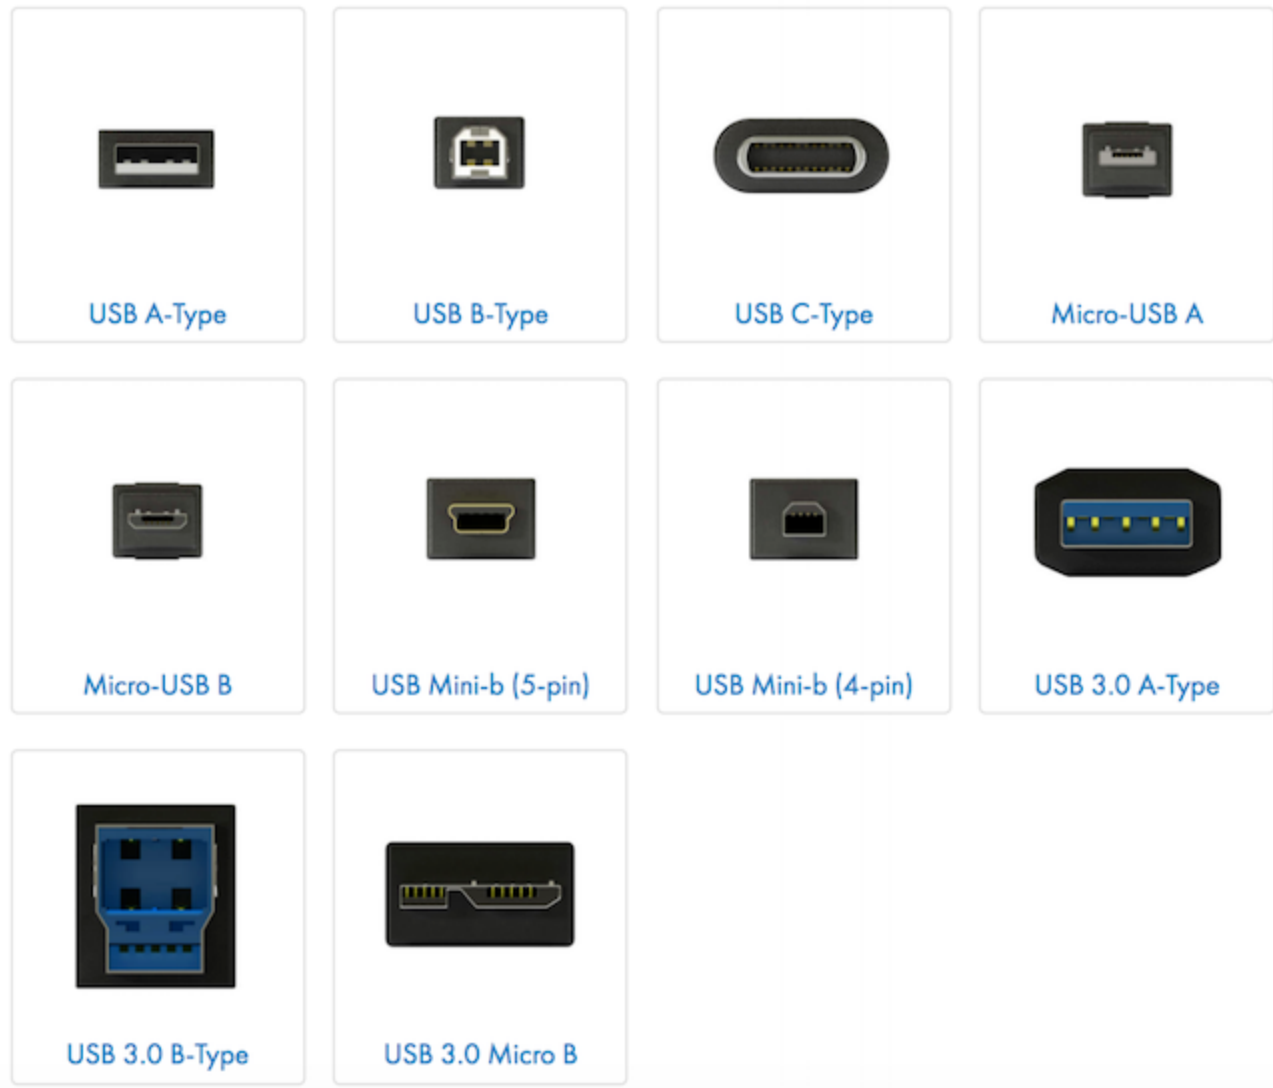 USB A-Type
USB B-Type
USB C-Type
Micro-USB A
Micro-USB B
USB Mini-b (5-pin)
USB Mini-b (4-pin)
USB 3.0 A-Type
USB 3.0 B-Type
USB 3.0 Micro B